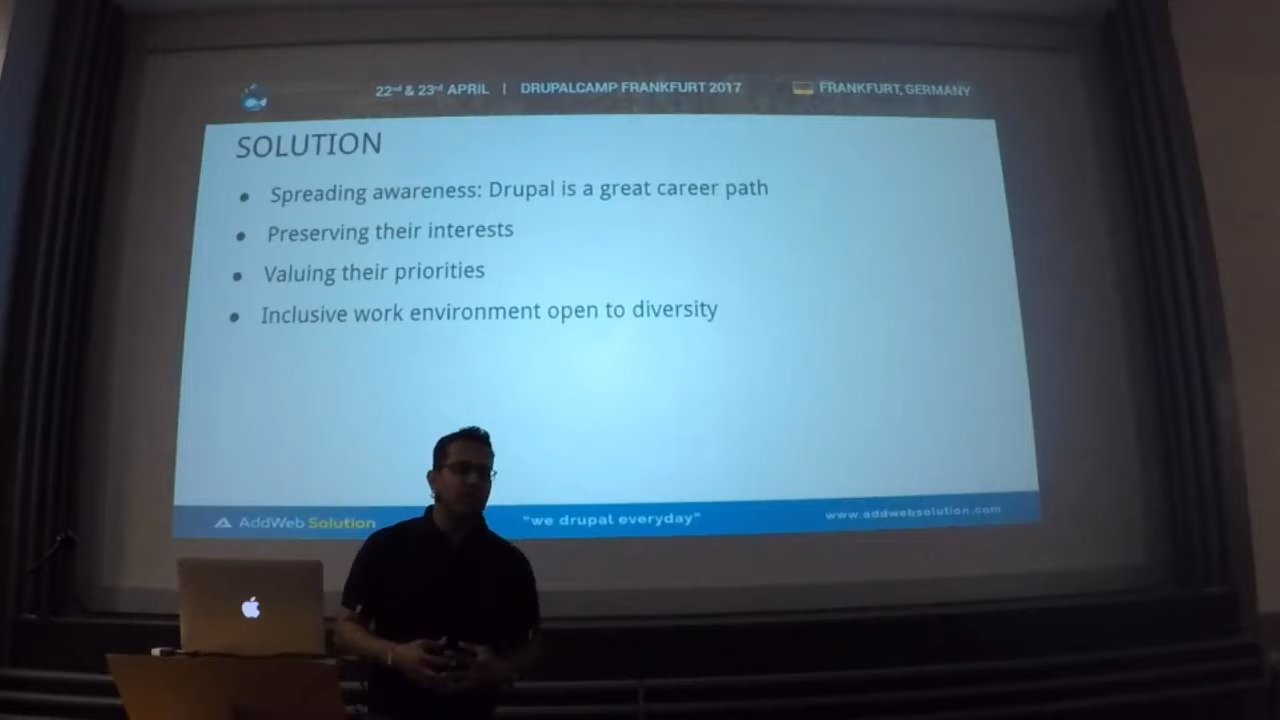 22nd & 23rd APRIL | DRUPALCAMP FRANKFURT 2017 FRANKFURT, GERMANY
SOLUTION
● Spreading awareness: Drupal is a great career path
● Preserving their interests
● Valuing their priorities
● Inclusive work environment open to diversity
AddWeb Solution "we drupal everyday" www.addwebsolution.com